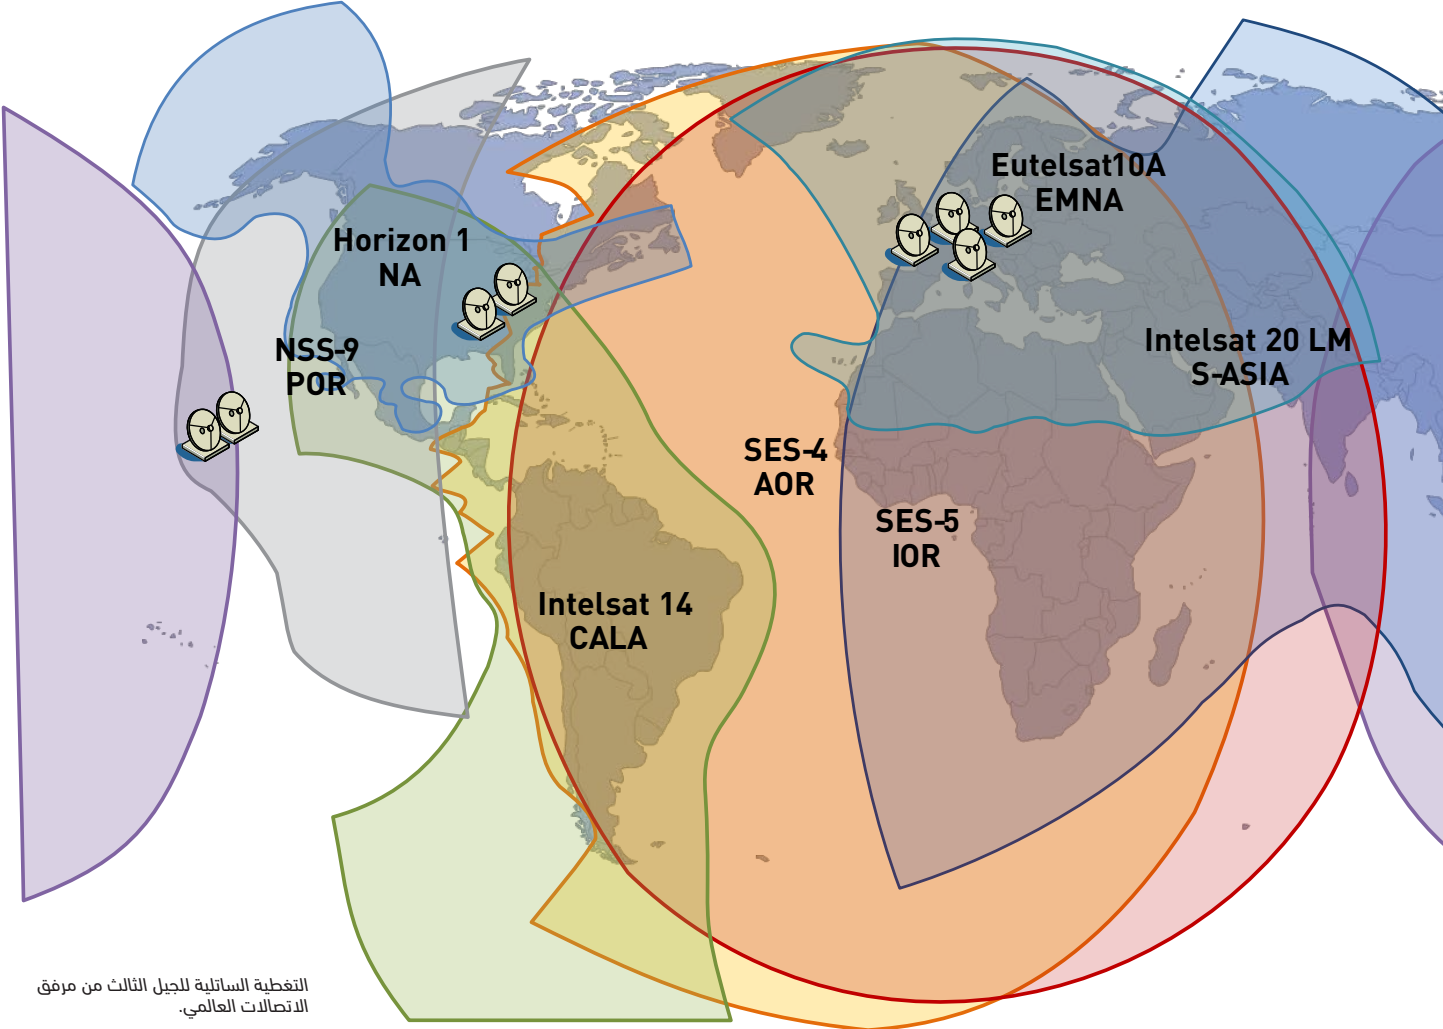 Eutelsat10A
EMNA
Horizon 1
NA
NSS-9
POR
Intelsat 20 LM
S-ASIA
SES-4
AOR
SES-5
IOR
Intelsat 14
CALA
التغطية الساتلية للجيل الثالث من مرفق
الاتصالات العالمي.